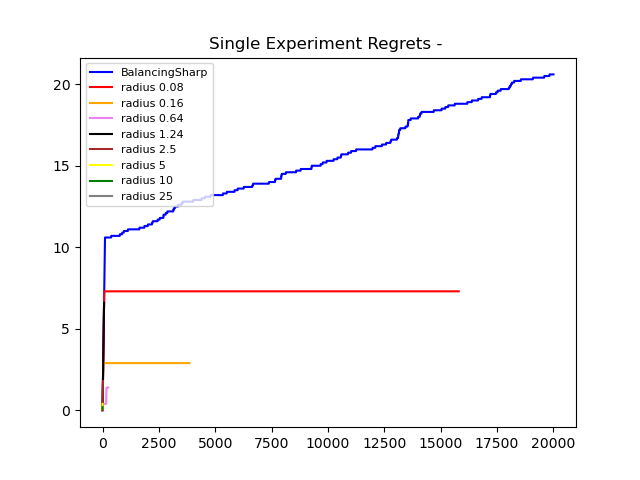 Single Experiment Regrets -
BalancingSharp
radius 0.08
radius 0.16
radius 0.64
radius 1.24
radius 2.5
radius 5
radius 10
radius 25
20
15
10
5
0
0 2500 5000 7500 10000 12500 15000 17500 20000